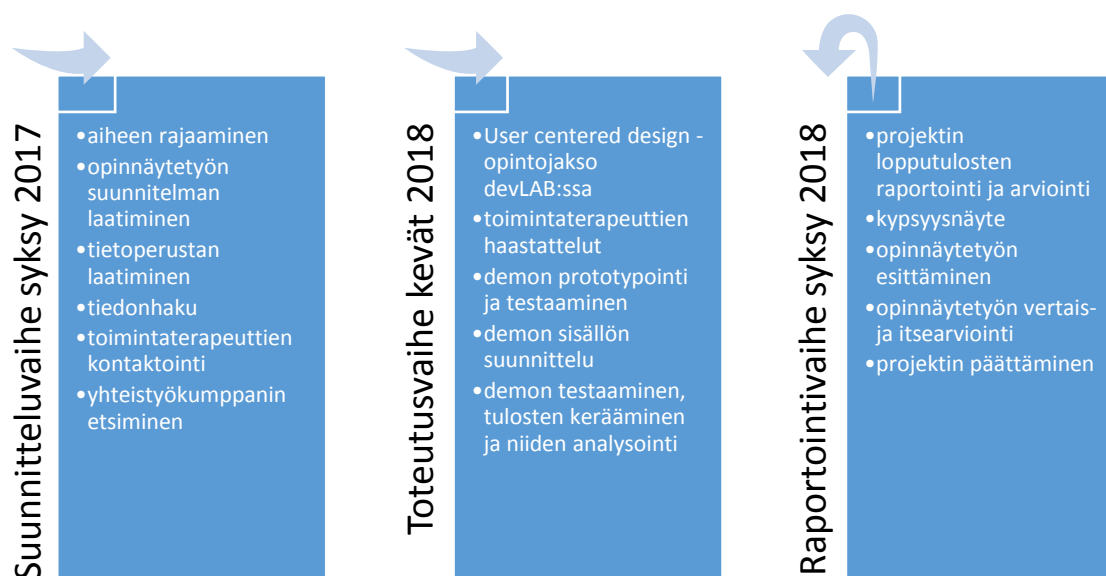 Suunnitteluvaihe syksy 2017
•aiheen rajaaminen
•opinnäytetyön
suunnitelman
laatiminen
•tietoperustan
laatiminen
•tiedonhaku
•toimintaterapeuttien
kontaktointi
•yhteistyökumppanin
etsiminen
Toteutusvaihe kevät 2018
•User centered design -
opintojakso
devLAB:ssa
•toimintaterapeuttien
haastattelut
•demon prototypointi
ja testaaminen
•demon sisällön
suunnittelu
•demon testaaminen,
tulosten kerääminen
ja niiden analysointi
Raportointivaihe syksy 2018
•projektin
lopputulosten
raportointi ja arviointi
•kypsyysnäyte
•opinnäytetyön
esittäminen
•opinnäytetyön vertais-
ja itsearviointi
•projektin päättäminen